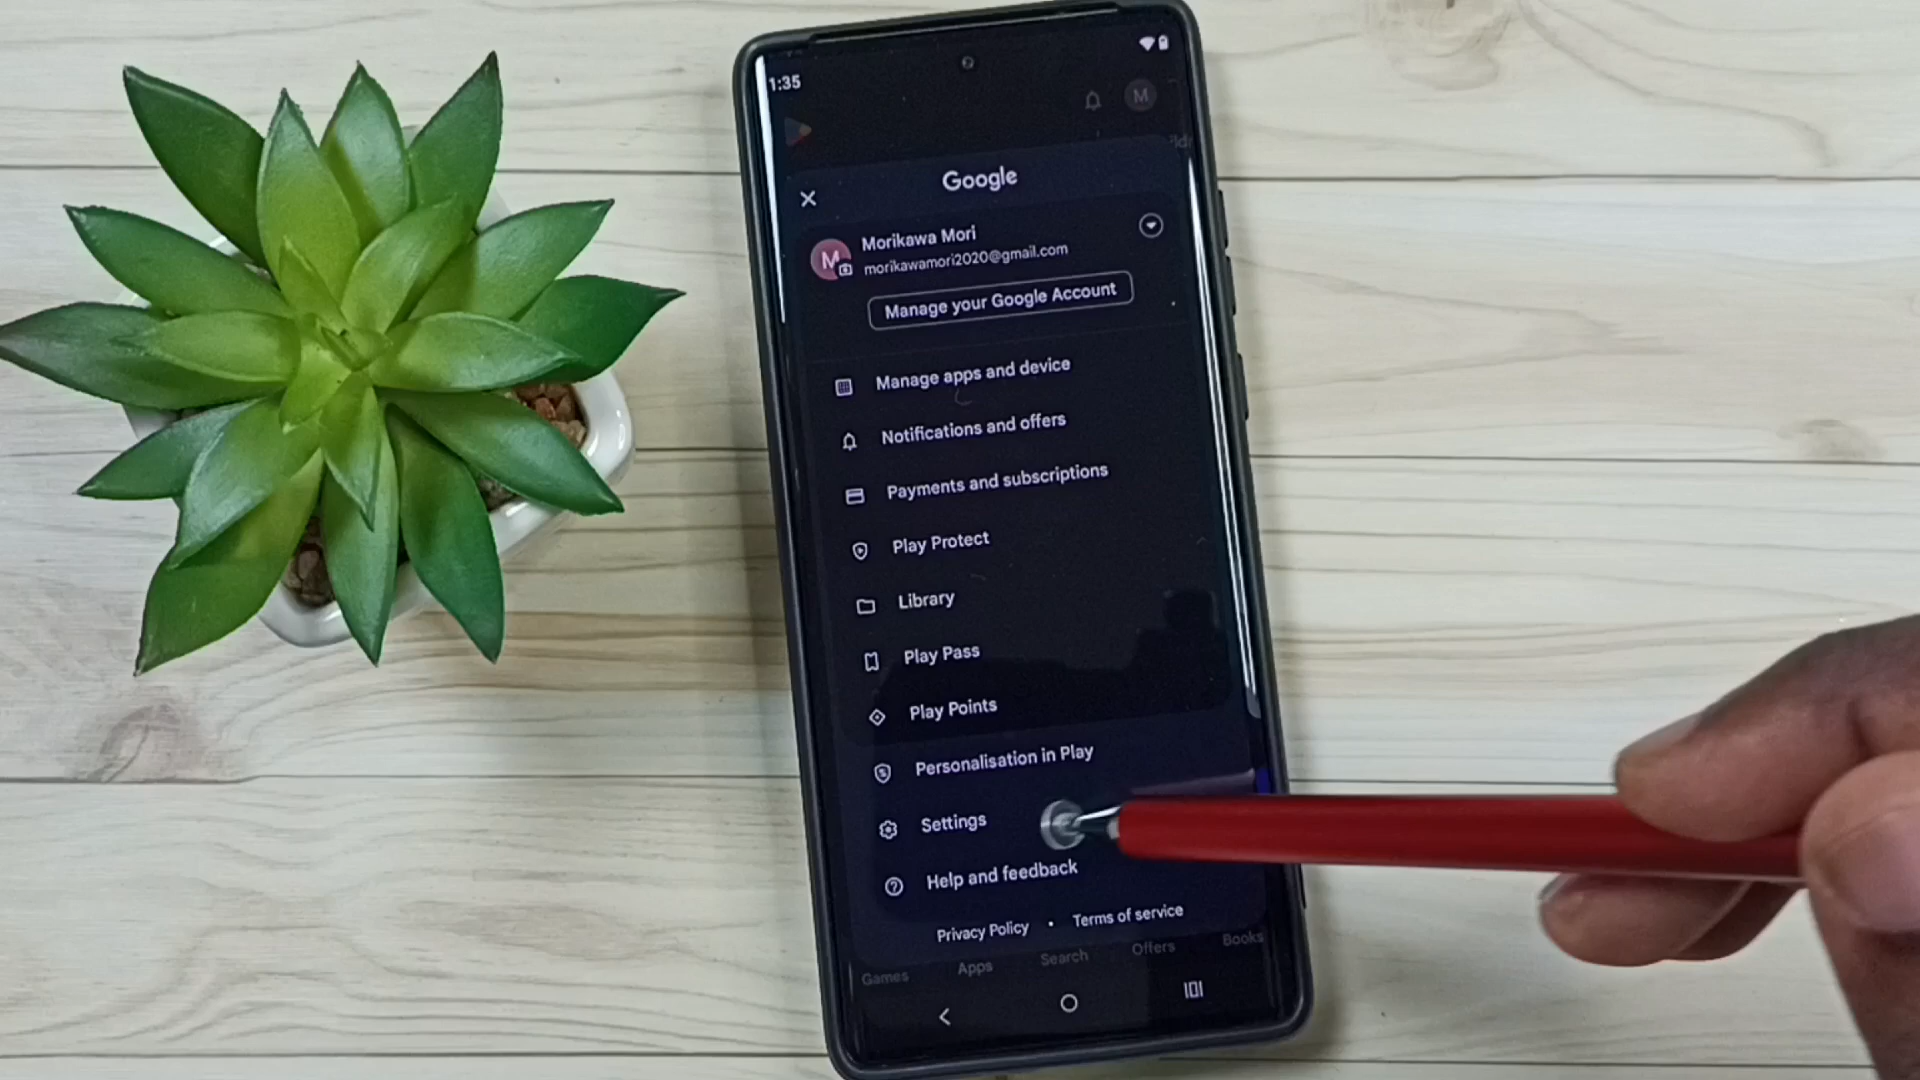 1:35
M
Google
Morikawa Mori
M
morikawamori2020@gmail.com
Manage your Google Account
Manage apps and device
Notifications and offers
Payments and subscriptions
Play Protect
Library
Play Pass
Play Points
Personalisation in Play
Settings
Help and feedback
Privacy Policy • Terms of service
Games Apps Search Offers Books